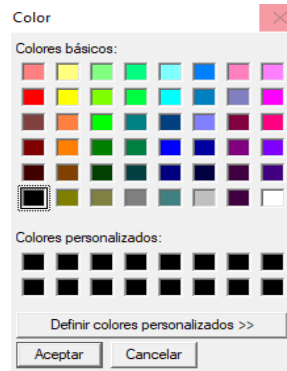 Color
Colores básicos:
Colores personalizados:
Definir colores personalizados >>
Aceptar Cancelar